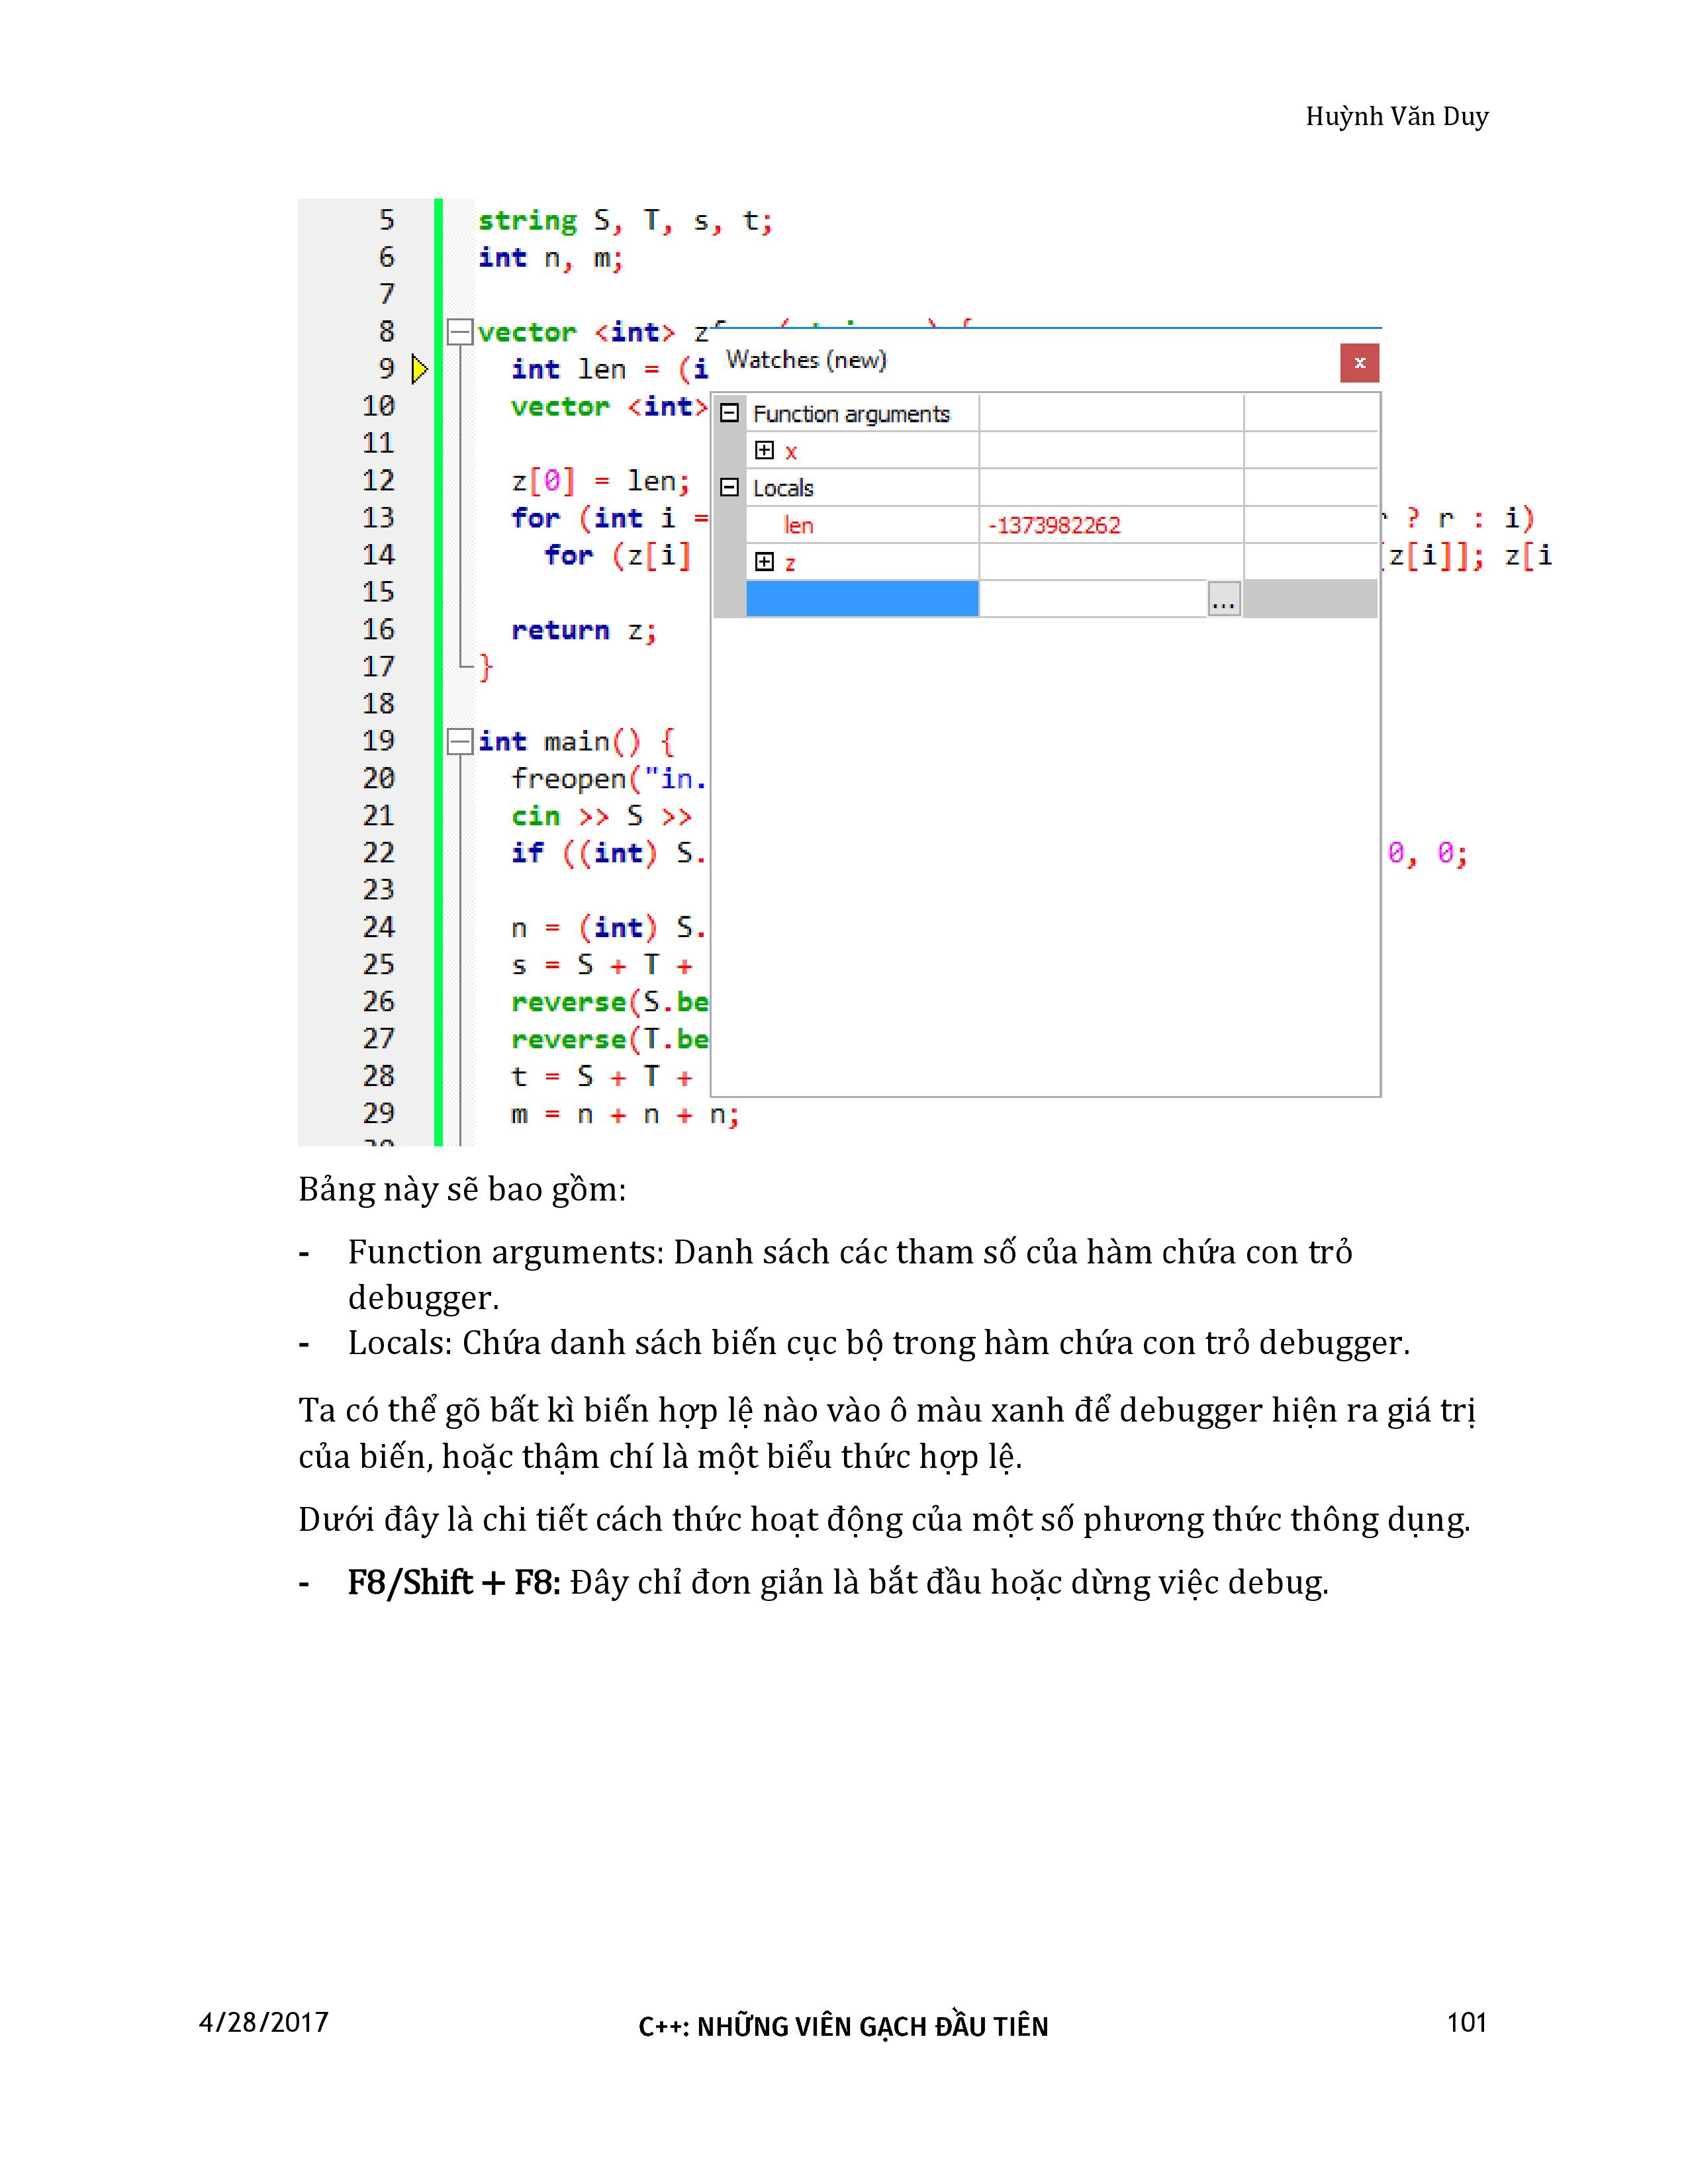 Huỳnh Văn Duy
5 string S, T, s, t;
6 int n, m;
7
8 vector <int>
9 int len = (i
Watches (new) x
10 vector <int>
Function arguments
11
x
12 z[0] = len;
Locals
13 for (int i = ? r : i)
len -1373982262
14 for (z[i] z[i]]; z[i
z
15
...
16 return z;
17 }
18
19 int main() {
20 freopen("in.
21 cin >> S >>
22 if ((int) S. 0, 0;
23
24 n = (int) S.
25 s = S + T +
26 reverse(S.be
27 reverse(T.be
28 t = S + T +
29 m = n + n + n;
Bảng này sẽ bao gồm:
- Function arguments: Danh sách các tham số của hàm chứa con trỏ
debugger.
- Locals: Chứa danh sách biến cục bộ trong hàm chứa con trỏ debugger.
Ta có thể gõ bất kì biến hợp lệ nào vào ô màu xanh để debugger hiện ra giá trị
của biến, hoặc thậm chí là một biểu thức hợp lệ.
Dưới đây là chi tiết cách thức hoạt động của một số phương thức thông dụng.
- F8/Shift + F8: Đây chỉ đơn giản là bắt đầu hoặc dừng việc debug.
4/28/2017 C++: NHỮNG VIÊN GẠCH ĐẦU TIÊN 101